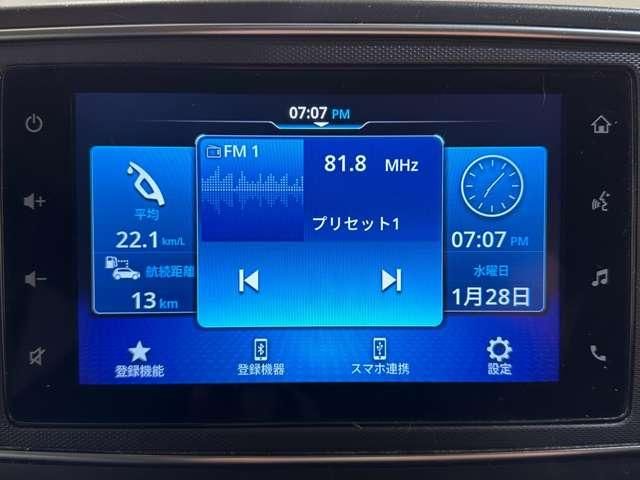 07:07 PM
FM 1
81.8 MHz
プリセット1
平均
22.1 km/L
航続距離
13 km
07:07 PM
水曜日
1月28日
登録機能
登録機器
スマホ連携
設定